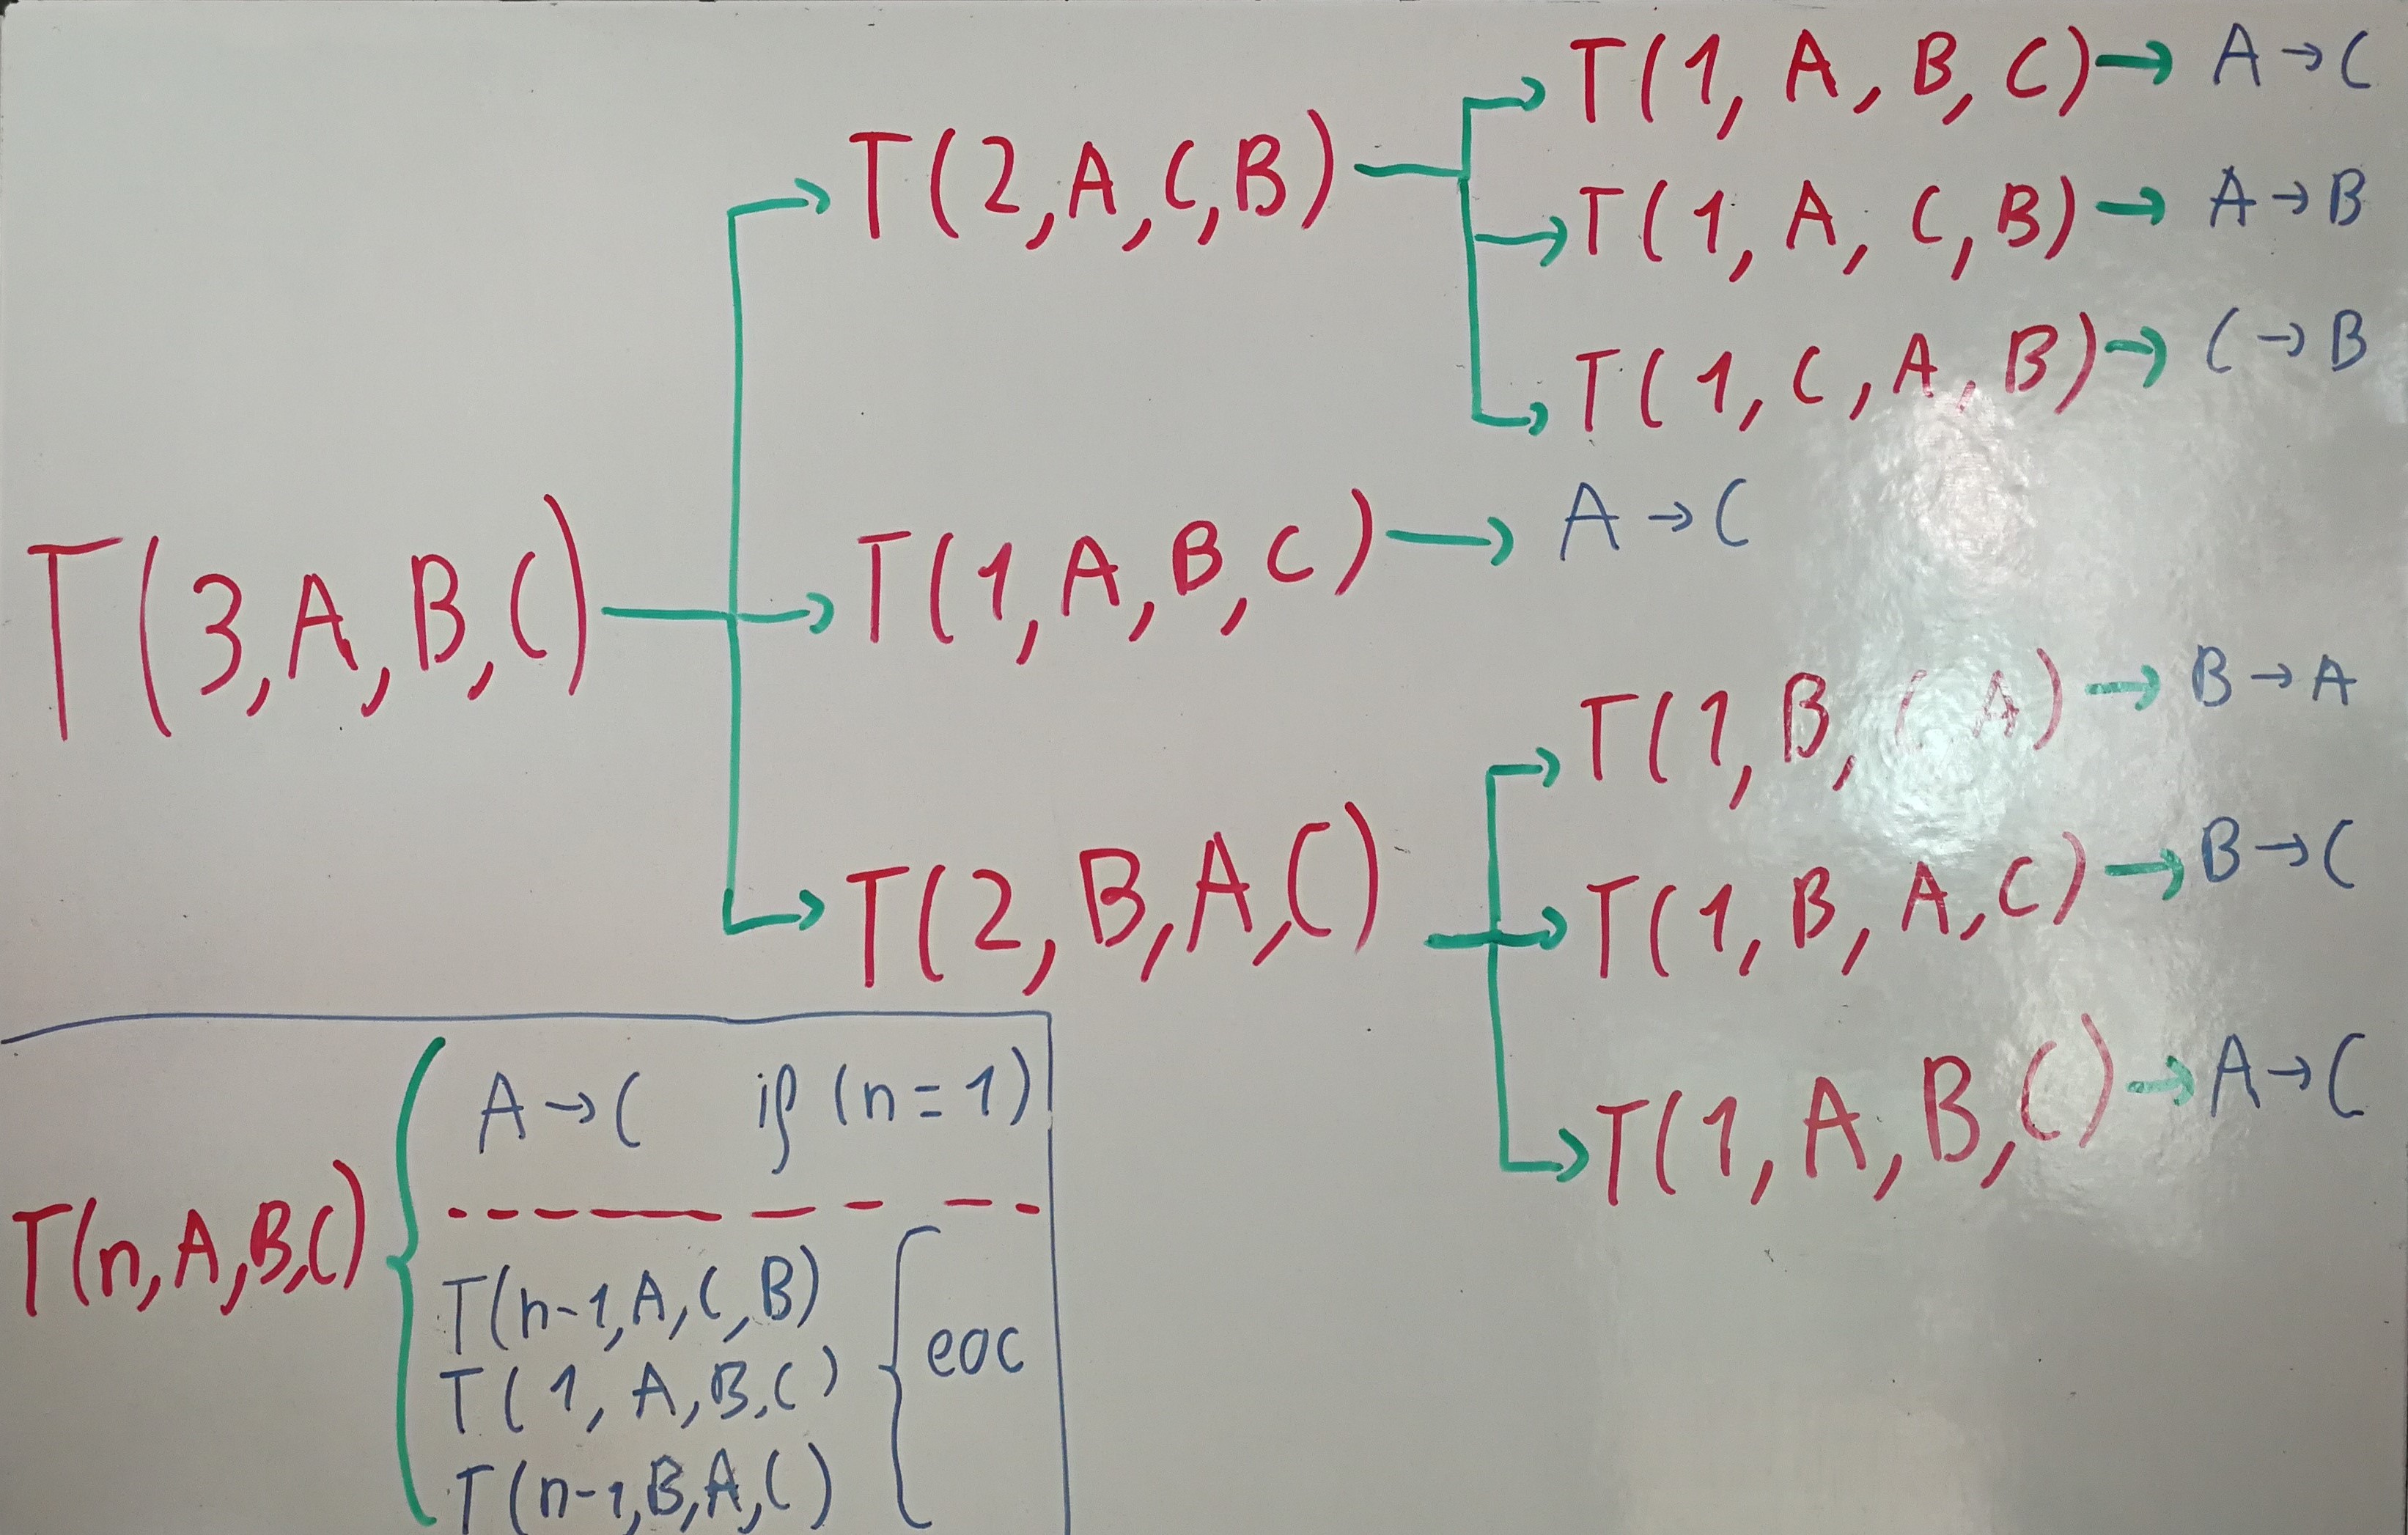 T(1, A, B, C) → A → C
T(2, A, C, B)
T(1, A, C, B) → A → B
T(1, C, A, B) → C → B
T(3, A, B, C)
T(1, A, B, C) → A → C
T(1, B, C A) → B → A
T(2, B, A, C)
T(1, B, A, C) → B → C
T(1, A, B, C) → A → C
A → C if (n = 1)
T(n, A, B, C)
T(n-1, A, C, B)
T(1, A, B, C)
eoc
T(n-1, B, A, C)